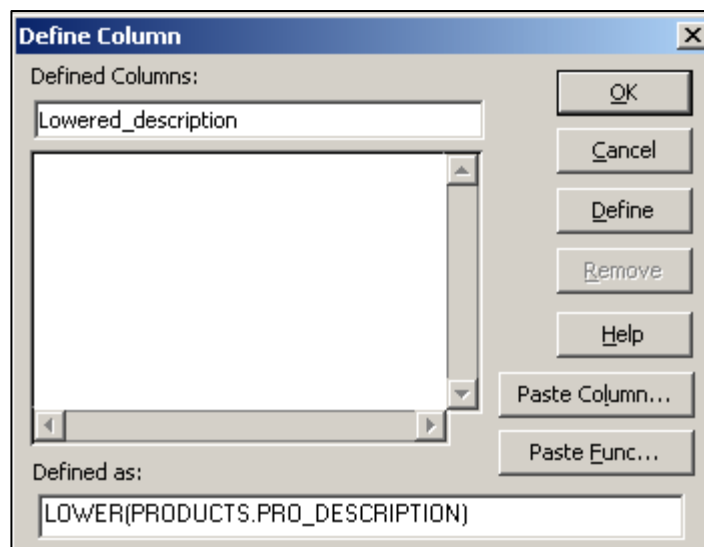 Define Column
Defined Columns:
Lowered_description
OK
Cancel
Define
Remove
Help
Paste Column...
Paste Func...
Defined as:
LOWER(PRODUCTS.PRO_DESCRIPTION)